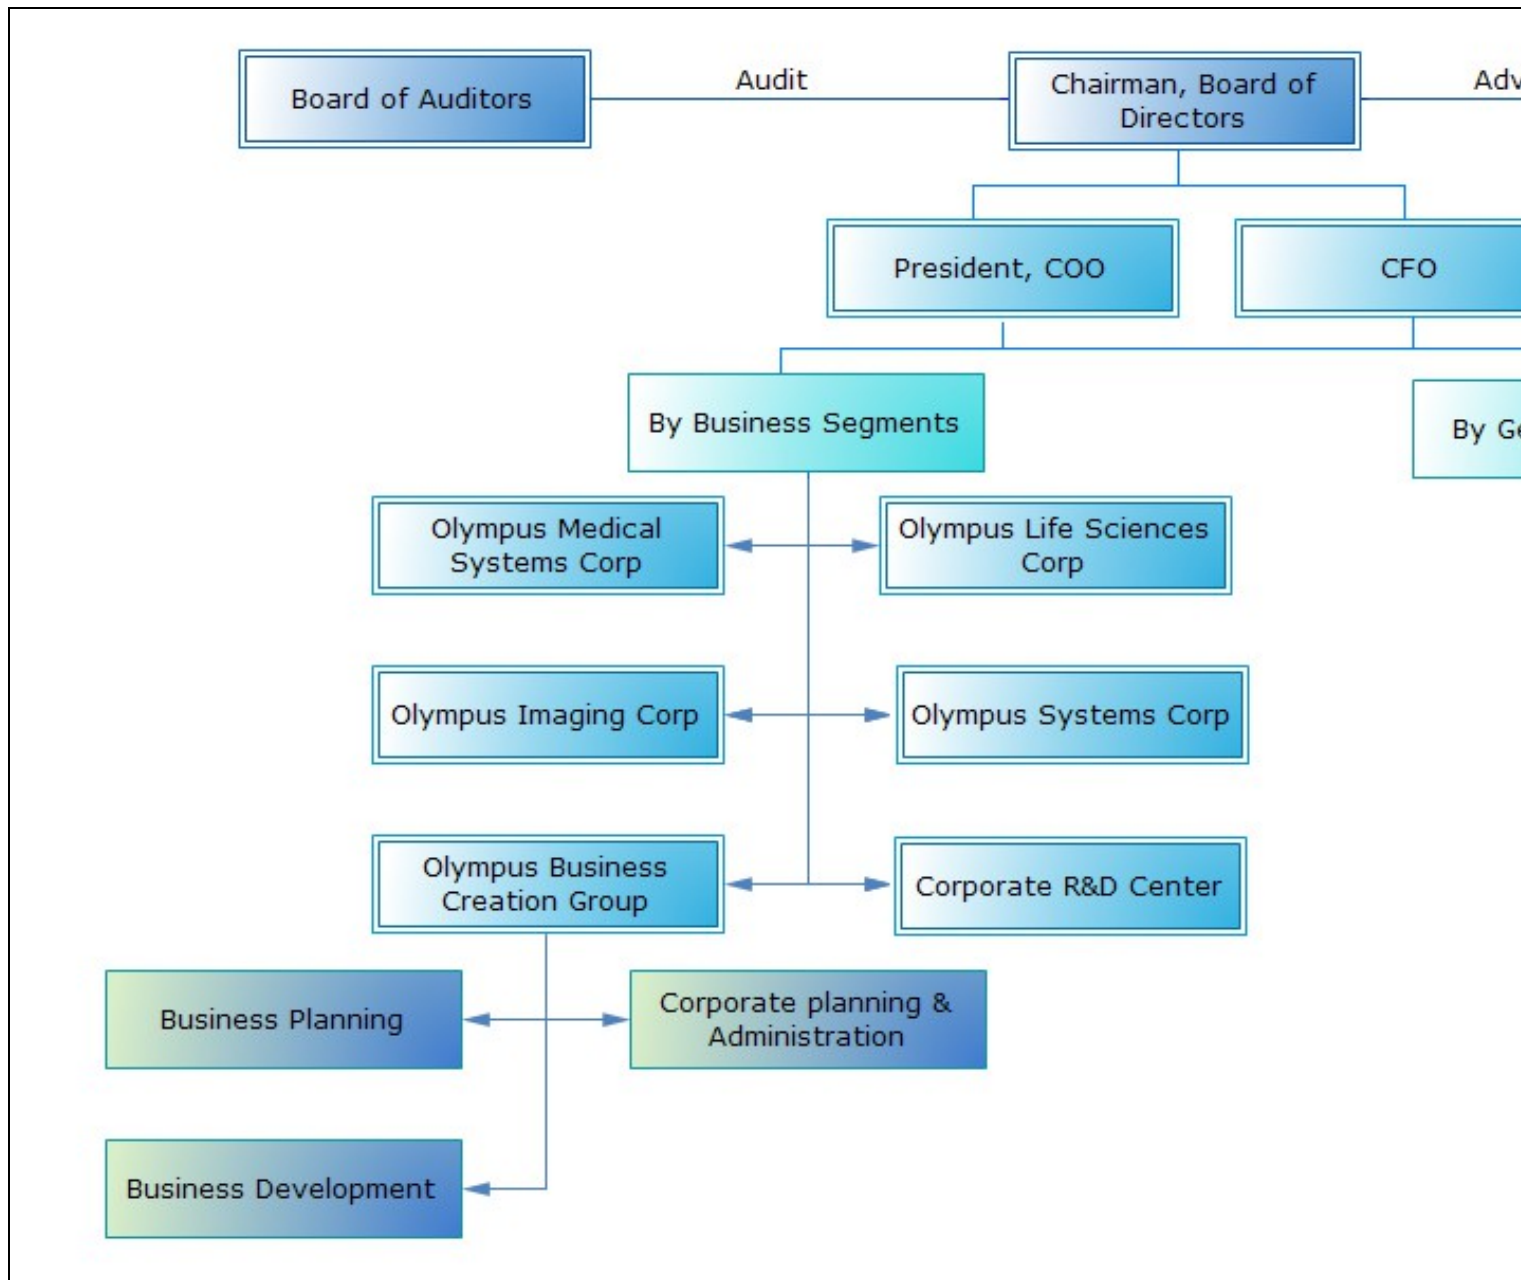 Audit
Board of Auditors
Chairman, Board of
Directors
President, COO
CFO
By Business Segments
By
Olympus Medical
Systems Corp
Olympus Life Sciences
Corp
Olympus Imaging Corp
Olympus Systems Corp
Olympus Business
Creation Group
Corporate R&D Center
Business Planning
Corporate planning &
Administration
Business Development